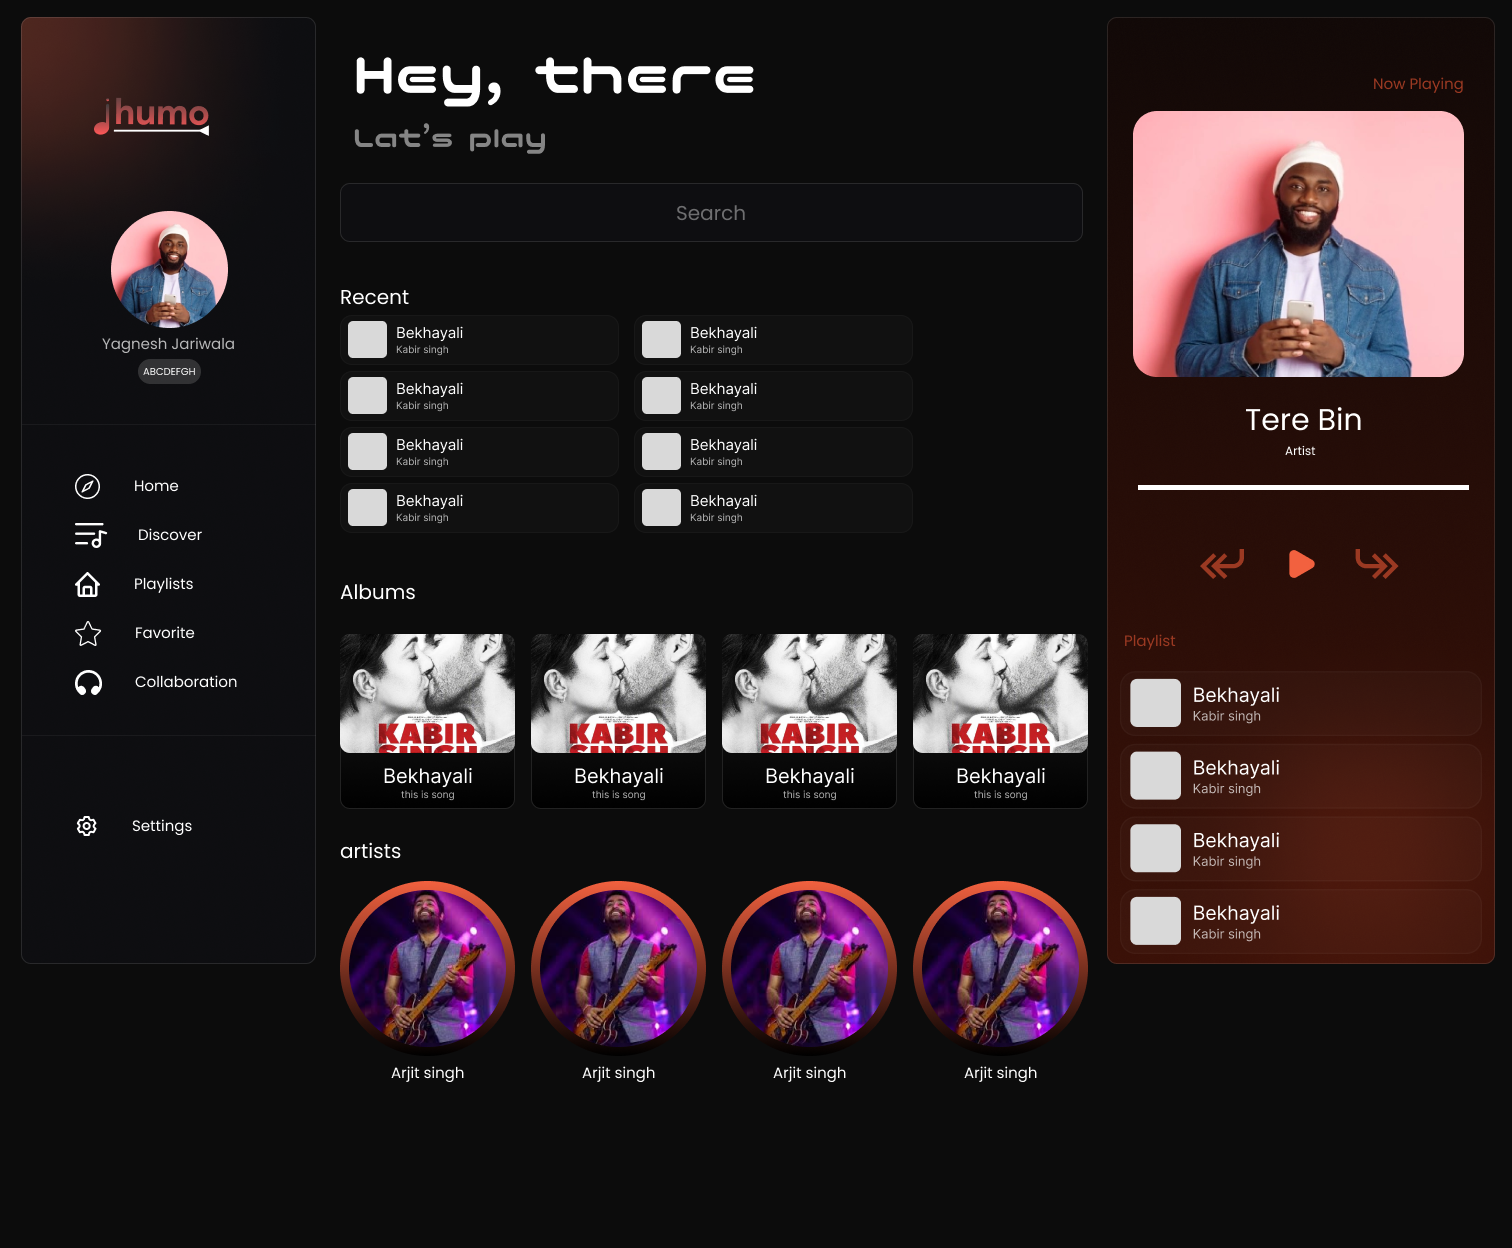 jhumo
Yagnesh Jariwala
ABCDEFGH
Home
Discover
Playlists
Favorite
Collaboration
Settings
Hey, there
Lat's play
Search
Recent
Bekhayali
Kabir singh
Bekhayali
Kabir singh
Bekhayali
Kabir singh
Bekhayali
Kabir singh
Bekhayali
Kabir singh
Bekhayali
Kabir singh
Bekhayali
Kabir singh
Bekhayali
Kabir singh
Albums
KABIR
SINGH
Bekhayali
this is song
KABIR
SINGH
Bekhayali
this is song
KABIR
SINGH
Bekhayali
this is song
KABIR
SINGH
Bekhayali
this is song
artists
Arjit singh
Arjit singh
Arjit singh
Arjit singh
Now Playing
Tere Bin
Artist
Playlist
Bekhayali
Kabir singh
Bekhayali
Kabir singh
Bekhayali
Kabir singh
Bekhayali
Kabir singh